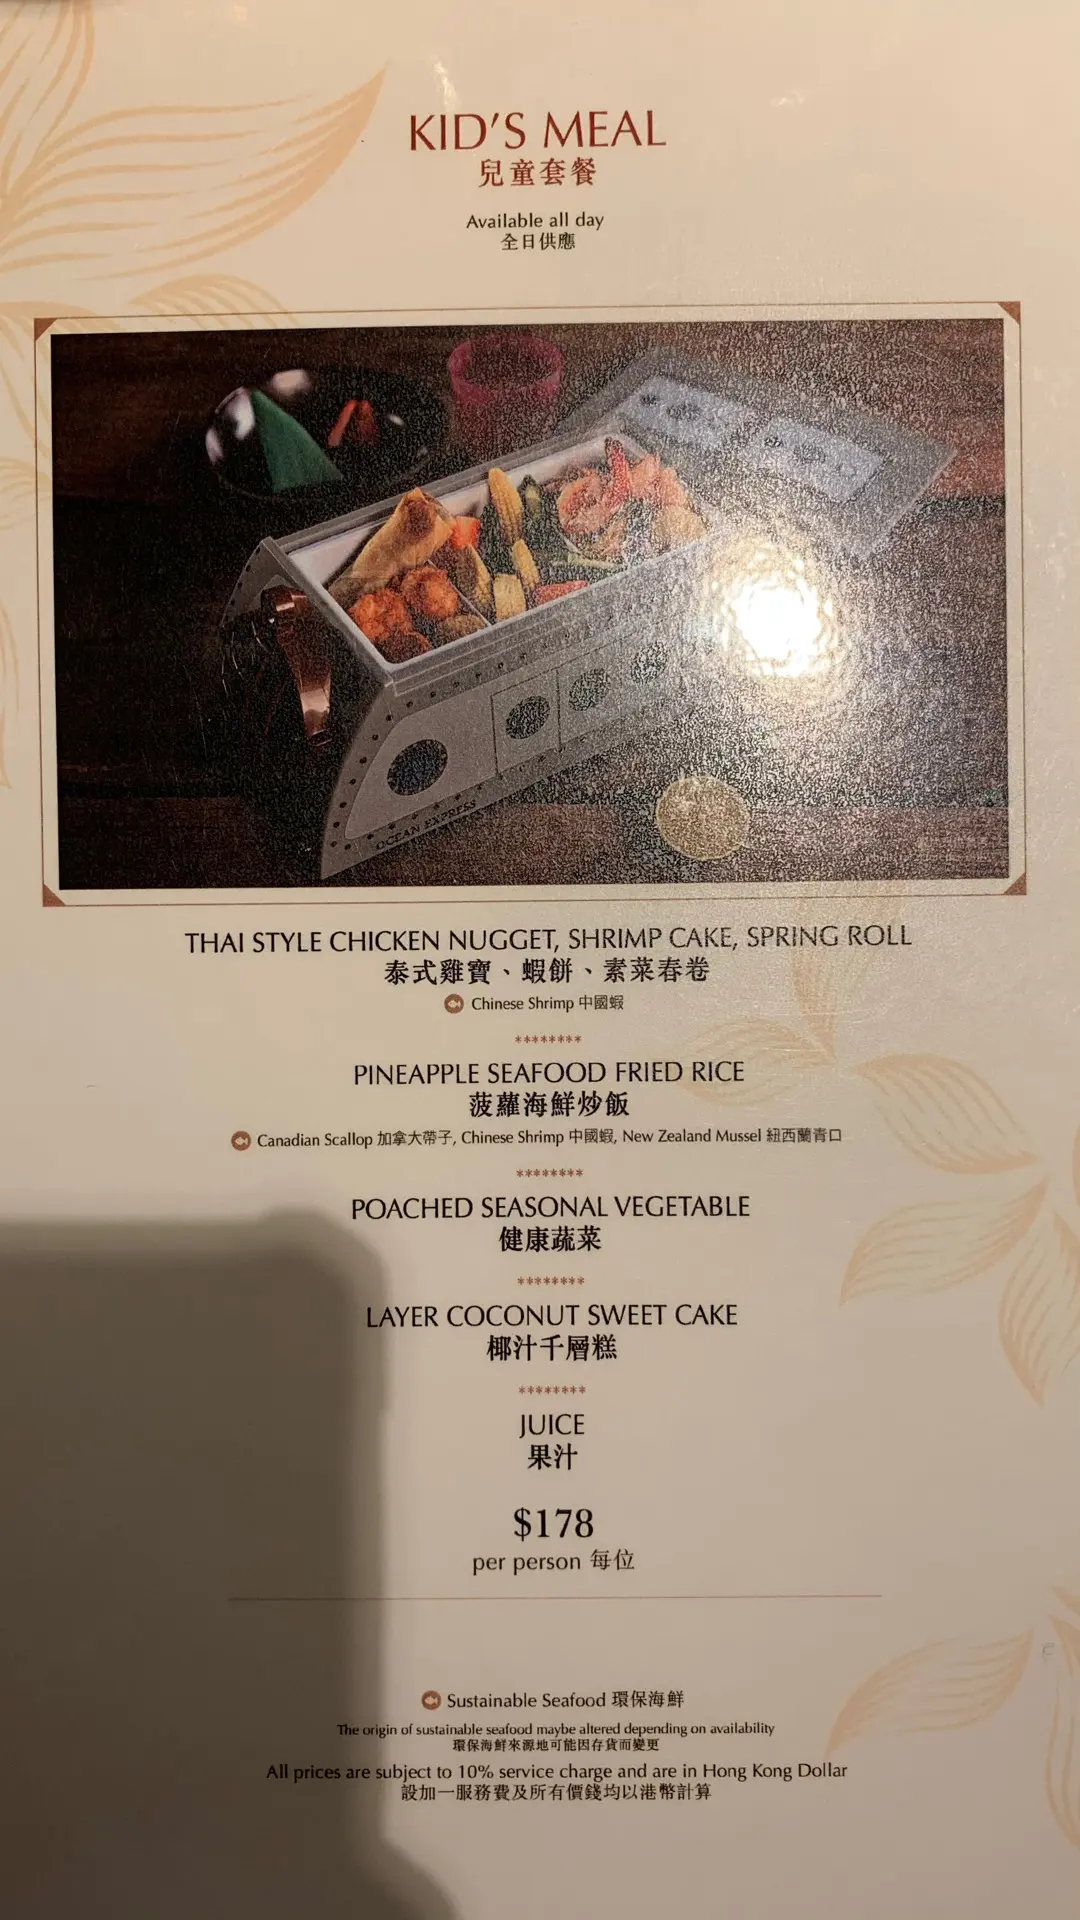 KID'S MEAL
兒童套餐
Available all day
全日供應
OCEAN EXPRESS
THAI STYLE CHICKEN NUGGET, SHRIMP CAKE, SPRING ROLL
泰式雞寶、蝦餅、素菜春卷
Chinese Shrimp 中國蝦
********
PINEAPPLE SEAFOOD FRIED RICE
菠蘿海鮮炒飯
Canadian Scallop 加拿大帶子, Chinese Shrimp 中國蝦, New Zealand Mussel 紐西蘭青口
********
POACHED SEASONAL VEGETABLE
健康蔬菜
********
LAYER COCONUT SWEET CAKE
椰汁千層糕
********
JUICE
果汁
$178
per person 每位
Sustainable Seafood 環保海鮮
The origin of sustainable seafood maybe altered depending on availability
環保海鮮來源地可能因存貨而變更
All prices are subject to 10% service charge and are in Hong Kong Dollar
設加一服務費及所有價錢均以港幣計算